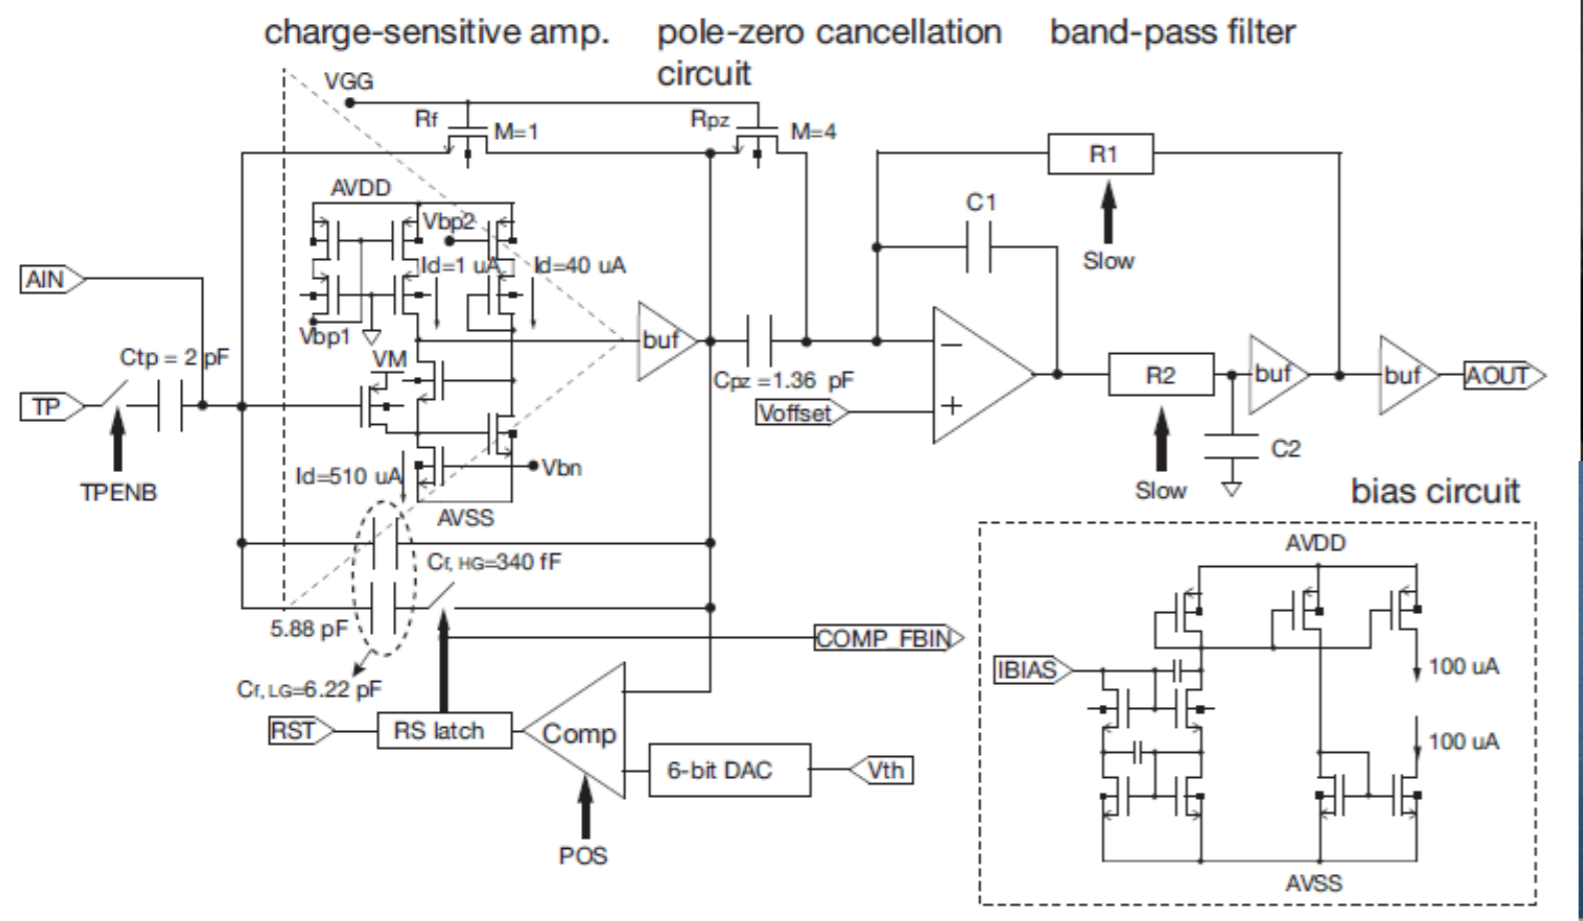 charge-sensitive amp.
pole-zero cancellation
circuit
band-pass filter
VGG
Rf
M=1
Rpz
M=4
R1
AVDD
Vbp2
C1
Slow
AIN
Id=1 uA
Id=40 uA
Vbp1
buf
Ctp = 2 pF
VM
Cpz =1.36 pF
R2
buf
buf
AOUT
TP
Voffset
C2
TPENB
Id=510 uA
Vbn
Slow
AVSS
bias circuit
Cf, HG=340 fF
AVDD
5.88 pF
COMP_FBIN
IBIAS
100 uA
Cf, LG=6.22 pF
RST
RS latch
Comp
100 uA
6-bit DAC
Vth
POS
AVSS